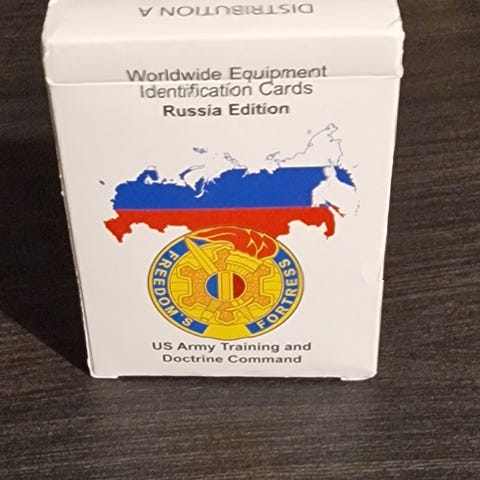 DISTRIBUTION A
Worldwide Equipment
Identification Cards
Russia Edition
FREEDOM'S FORTRESS
US Army Training and
Doctrine Command